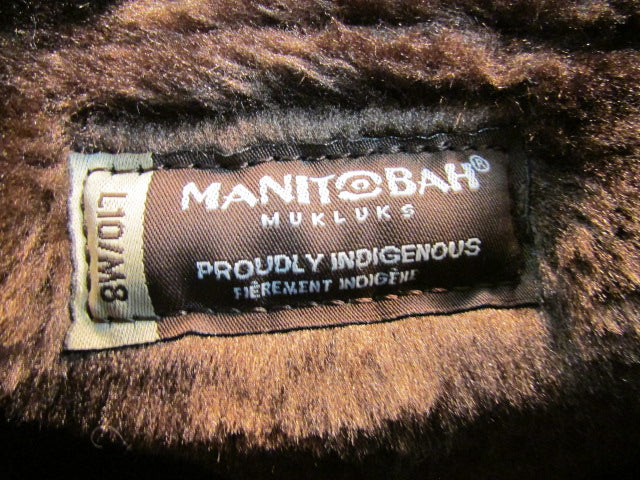 MANITOBAH®
MUKLUKS
PROUDLY INDIGENOUS
FIÈREMENT INDIGÈNE
L10/M8